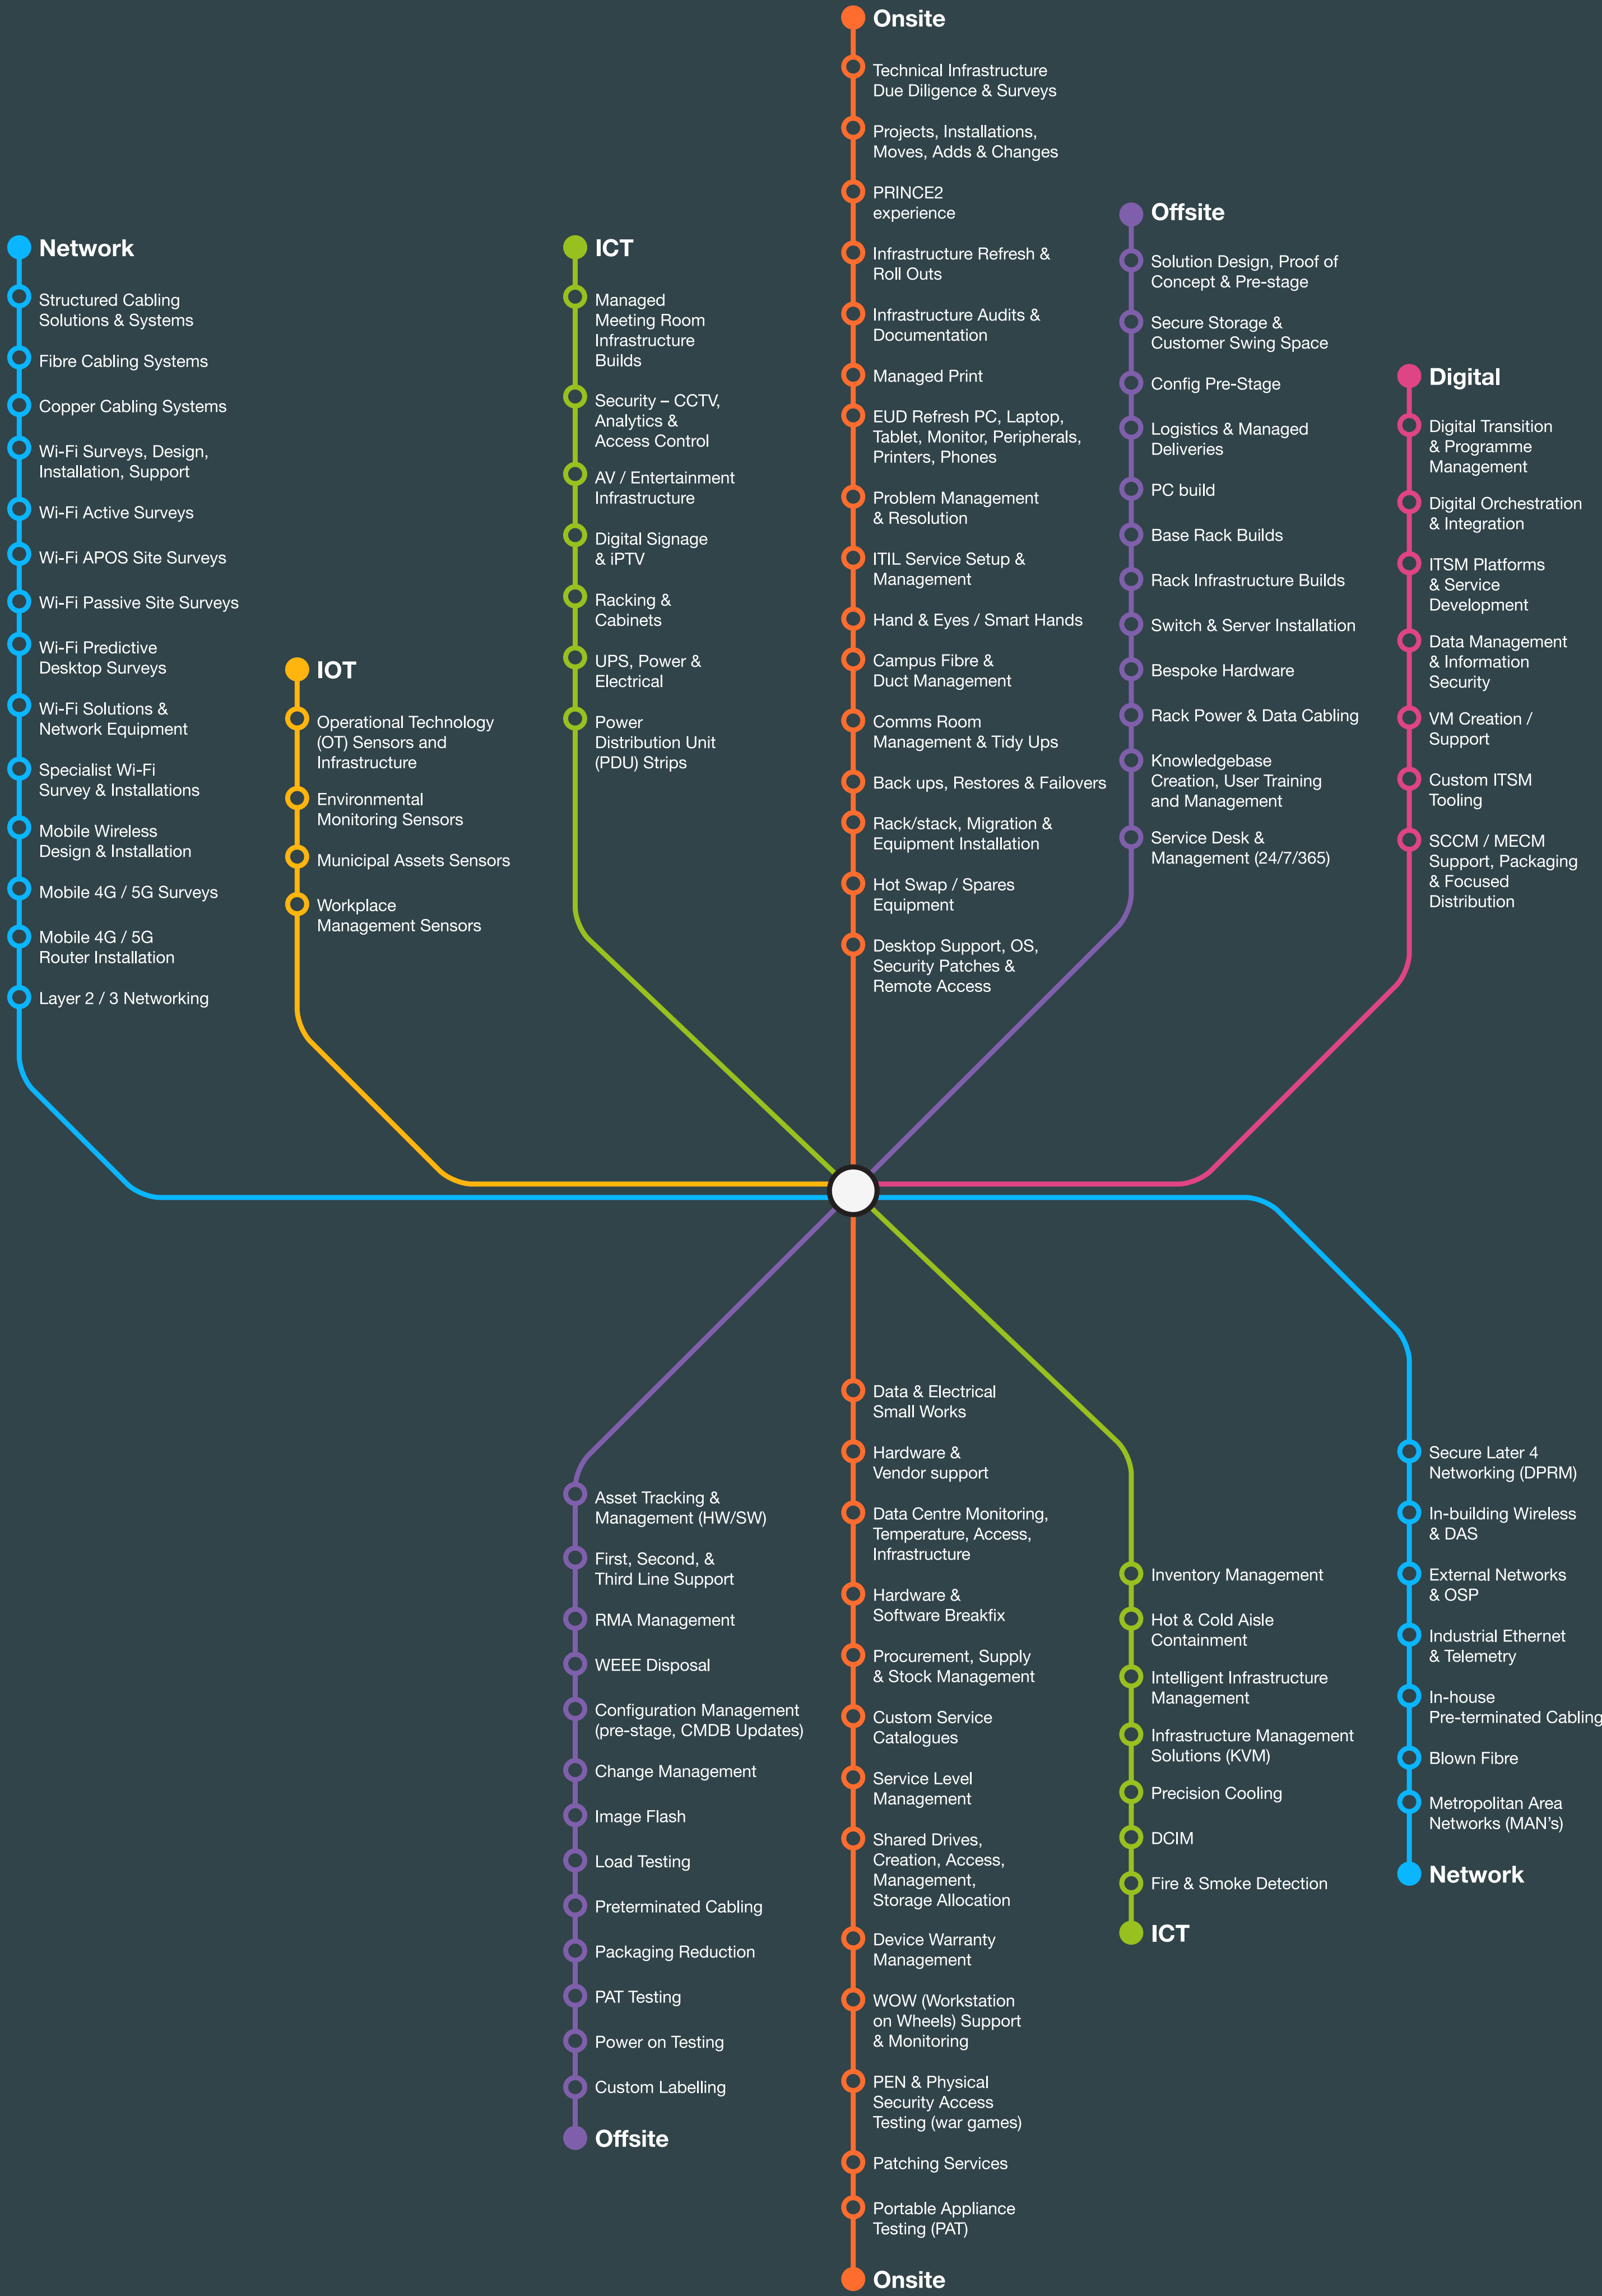 Onsite
Technical Infrastructure
Due Diligence & Surveys
Projects, Installations,
Moves, Adds & Changes
PRINCE2
experience
Infrastructure Refresh &
Roll Outs
Infrastructure Audits &
Documentation
Managed Print
EUD Refresh PC, Laptop,
Tablet, Monitor, Peripherals,
Printers, Phones
Problem Management
& Resolution
ITIL Service Setup &
Management
Hand & Eyes / Smart Hands
Campus Fibre &
Duct Management
Comms Room
Management & Tidy Ups
Back ups, Restores & Failovers
Rack/stack, Migration &
Equipment Installation
Hot Swap / Spares
Equipment
Desktop Support, OS,
Security Patches &
Remote Access
Network
Structured Cabling
Solutions & Systems
Fibre Cabling Systems
Copper Cabling Systems
Wi-Fi Surveys, Design,
Installation, Support
Wi-Fi Active Surveys
Wi-Fi APOS Site Surveys
Wi-Fi Passive Site Surveys
Wi-Fi Predictive
Desktop Surveys
Wi-Fi Solutions &
Network Equipment
Specialist Wi-Fi
Survey & Installations
Mobile Wireless
Design & Installation
Mobile 4G / 5G Surveys
Mobile 4G / 5G
Router Installation
Layer 2 / 3 Networking
IOT
Operational Technology
(OT) Sensors and
Infrastructure
Environmental
Monitoring Sensors
Municipal Assets Sensors
Workplace
Management Sensors
ICT
Managed
Meeting Room
Infrastructure
Builds
Security – CCTV,
Analytics &
Access Control
AV / Entertainment
Infrastructure
Digital Signage
& iPTV
Racking &
Cabinets
UPS, Power &
Electrical
Power
Distribution Unit
(PDU) Strips
Offsite
Solution Design, Proof of
Concept & Pre-stage
Secure Storage &
Customer Swing Space
Config Pre-Stage
Logistics & Managed
Deliveries
PC build
Base Rack Builds
Rack Infrastructure Builds
Switch & Server Installation
Bespoke Hardware
Rack Power & Data Cabling
Knowledgebase
Creation, User Training
and Management
Service Desk &
Management (24/7/365)
Digital
Digital Transition
& Programme
Management
Digital Orchestration
& Integration
ITSM Platforms
& Service
Development
Data Management
& Information
Security
VM Creation /
Support
Custom ITSM
Tooling
SCCM / MECM
Support, Packaging
& Focused
Distribution
Asset Tracking &
Management (HW/SW)
First, Second, &
Third Line Support
RMA Management
WEEE Disposal
Configuration Management
(pre-stage, CMDB Updates)
Change Management
Image Flash
Load Testing
Preterminated Cabling
Packaging Reduction
PAT Testing
Power on Testing
Custom Labelling
Offsite
Data & Electrical
Small Works
Hardware &
Vendor support
Data Centre Monitoring,
Temperature, Access,
Infrastructure
Hardware &
Software Breakfix
Procurement, Supply
& Stock Management
Custom Service
Catalogues
Service Level
Management
Shared Drives,
Creation, Access,
Management,
Storage Allocation
Device Warranty
Management
WOW (Workstation
on Wheels) Support
& Monitoring
PEN & Physical
Security Access
Testing (war games)
Patching Services
Portable Appliance
Testing (PAT)
Onsite
Inventory Management
Hot & Cold Aisle
Containment
Intelligent Infrastructure
Management
Infrastructure Management
Solutions (KVM)
Precision Cooling
DCIM
Fire & Smoke Detection
ICT
Secure Later 4
Networking (DPRM)
In-building Wireless
& DAS
External Networks
& OSP
Industrial Ethernet
& Telemetry
In-house
Pre-terminated Cabling
Blown Fibre
Metropolitan Area
Networks (MAN's)
Network